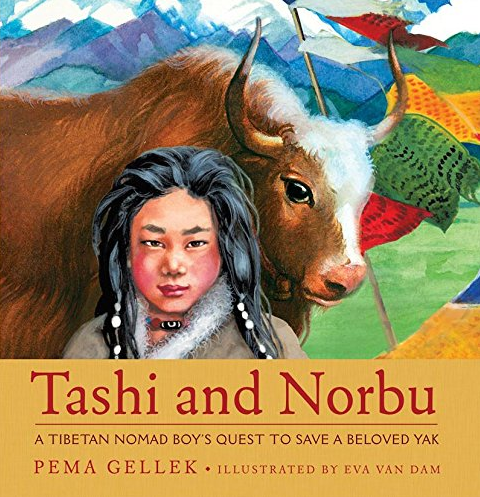 Tashi and Norbu
A TIBETAN NOMAD BOY'S QUEST TO SAVE A BELOVED YAK
PEMA GELLEK • ILLUSTRATED BY EVA VAN DAM